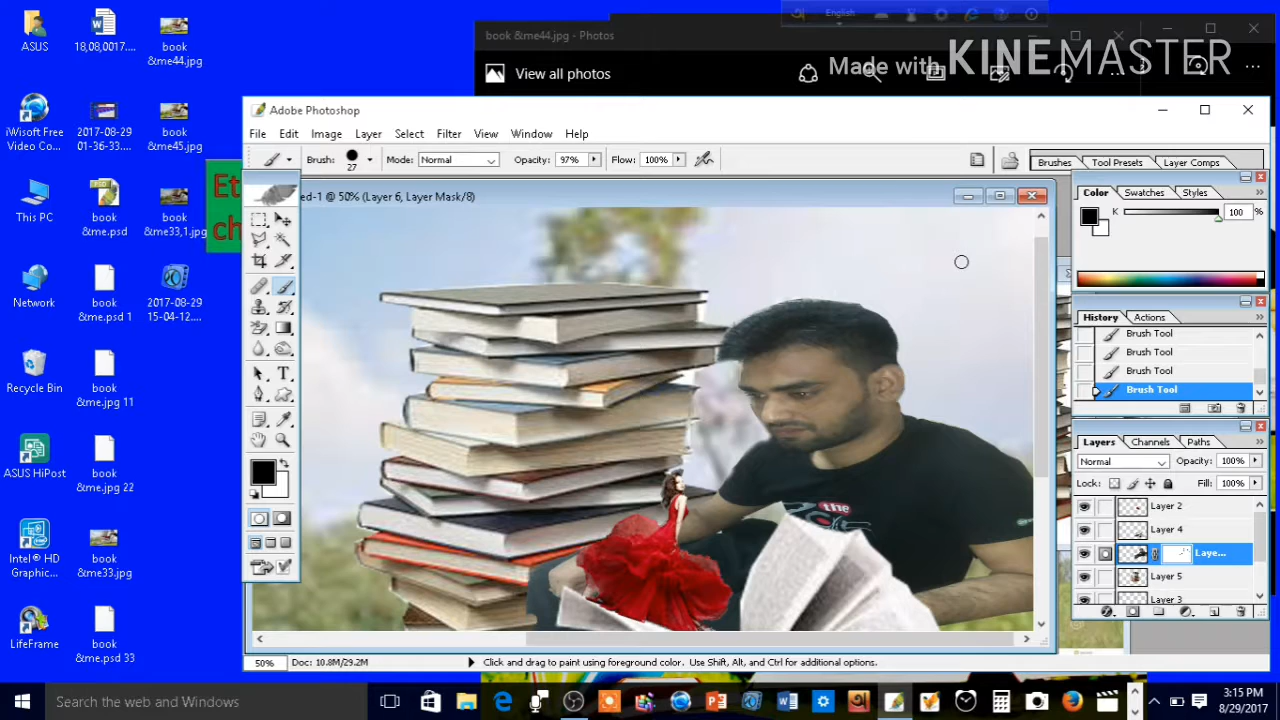 English
book &me44.jpg - Photos
View all photos
Made with KINEMASTER
ASUS
18,08,0017....
book
&me44.jpg
iWisoft Free
Video Co...
2017-08-29
01-36-33....
book
&me45.jpg
This PC
book
&me.psd
book
&me33,1.jpg
Et
ch
Network
book
&me.psd 1
2017-08-29
15-04-12....
Recycle Bin
book
&me.jpg 11
ASUS HiPost
book
&me.jpg 22
Intel® HD
Graphic...
book
&me33.jpg
LifeFrame
book
&me.psd 33
Adobe Photoshop
File Edit Image Layer Select Filter View Window Help
Brush: 27 Mode: Normal Opacity: 97% Flow: 100%
Brushes Tool Presets Layer Comps
ed-1 @ 50% (Layer 6, Layer Mask/8)
Color Swatches Styles
K 100 %
History Actions
Brush Tool
Brush Tool
Brush Tool
Brush Tool
Layers Channels Paths
Normal Opacity: 100%
Lock: Fill: 100%
Layer 2
Layer 4
Laye...
Layer 5
Layer 3
the
50% Doc: 10.8M/29.2M Click and drag to paint using foreground color. Use Shift, Alt, and Ctrl for additional options.
Search the web and Windows
3:15 PM
8/29/2017